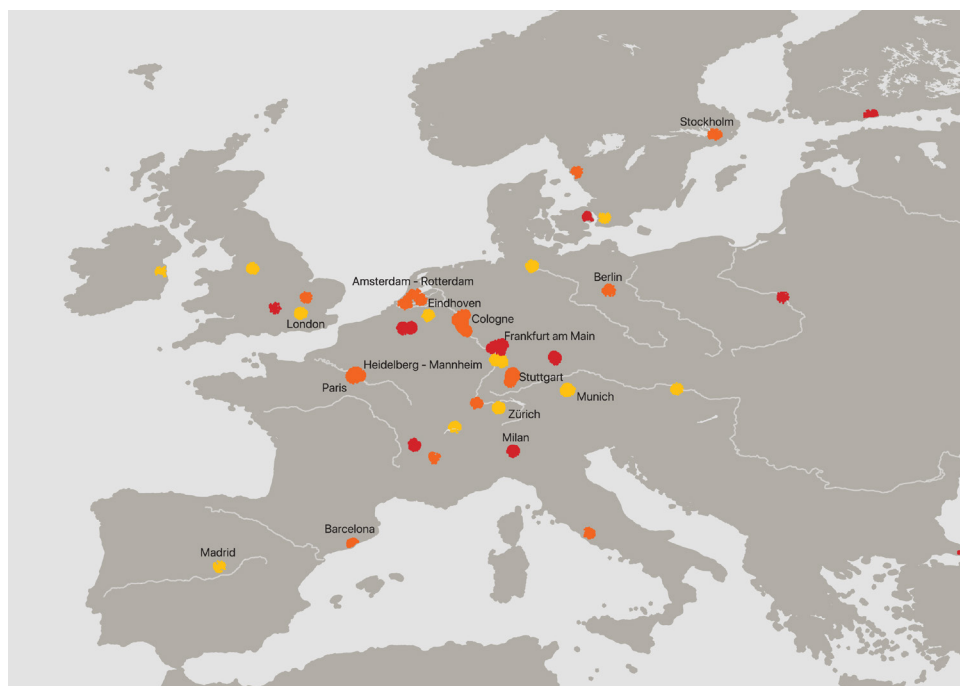 Stockholm
Berlin
Amsterdam - Rotterdam
Eindhoven
Cologne
London
Frankfurt am Main
Heidelberg - Mannheim
Stuttgart
Paris
Munich
Zürich
Milan
Barcelona
Madrid